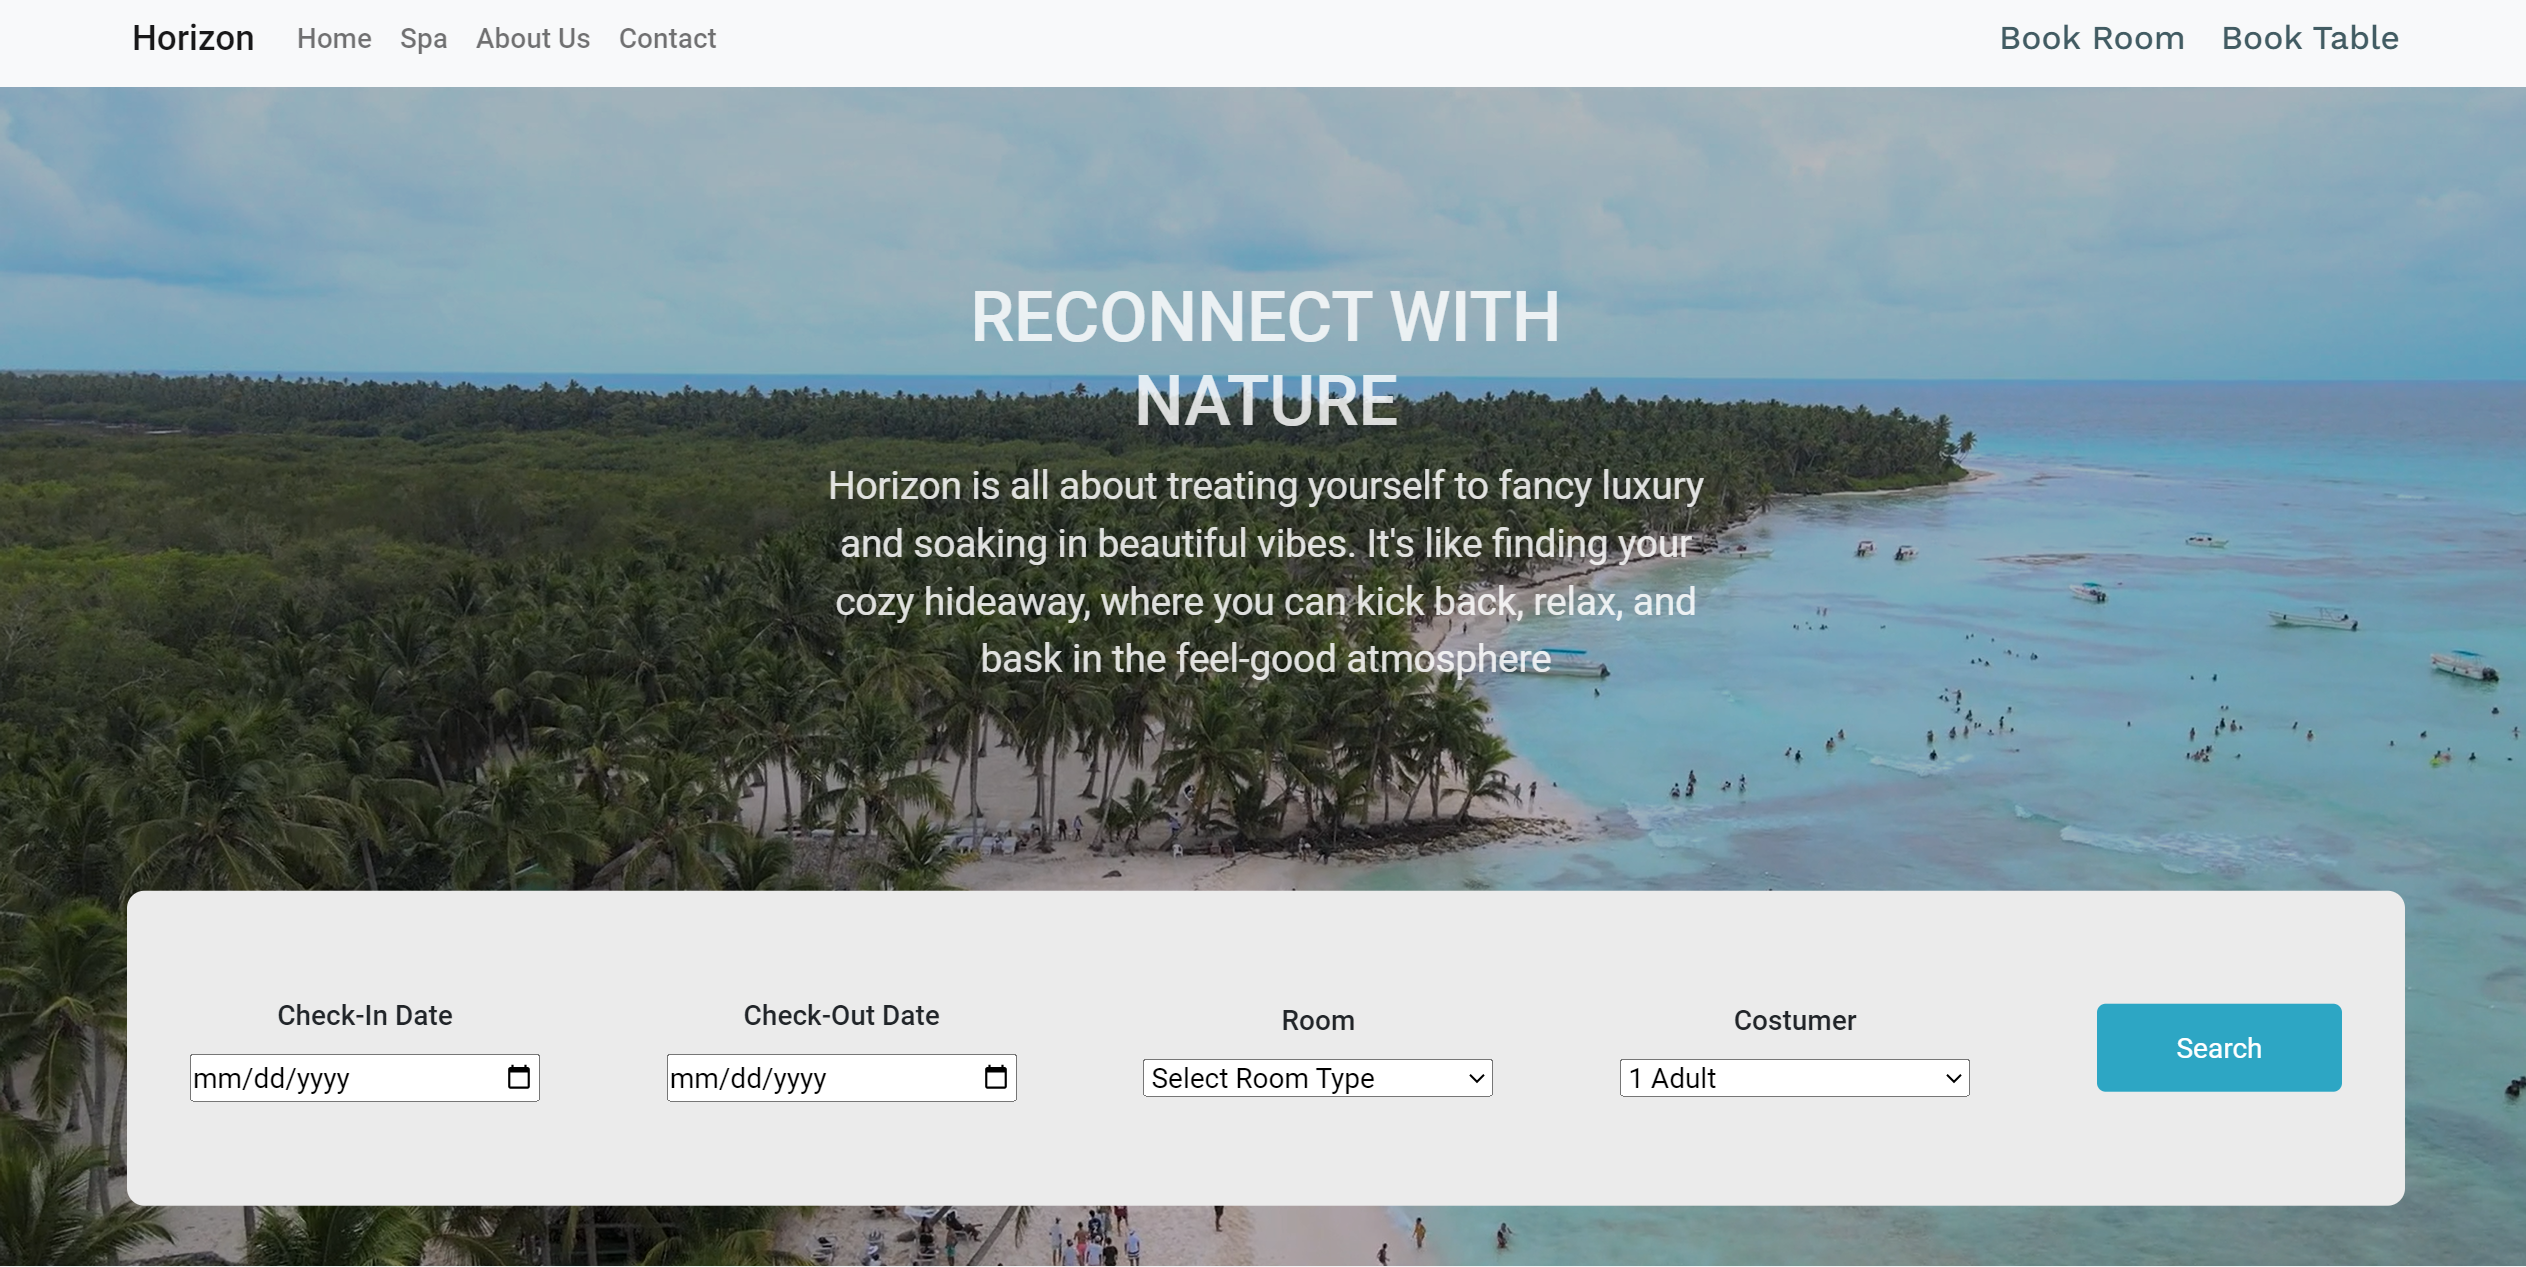 Horizon Home Spa About Us Contact Book Room Book Table
RECONNECT WITH
NATURE
Horizon is all about treating yourself to fancy luxury
and soaking in beautiful vibes. It's like finding your
cozy hideaway, where you can kick back, relax, and
bask in the feel-good atmosphere
Check-In Date
mm/dd/yyyy
Check-Out Date
mm/dd/yyyy
Room
Select Room Type
Costumer
1 Adult
Search